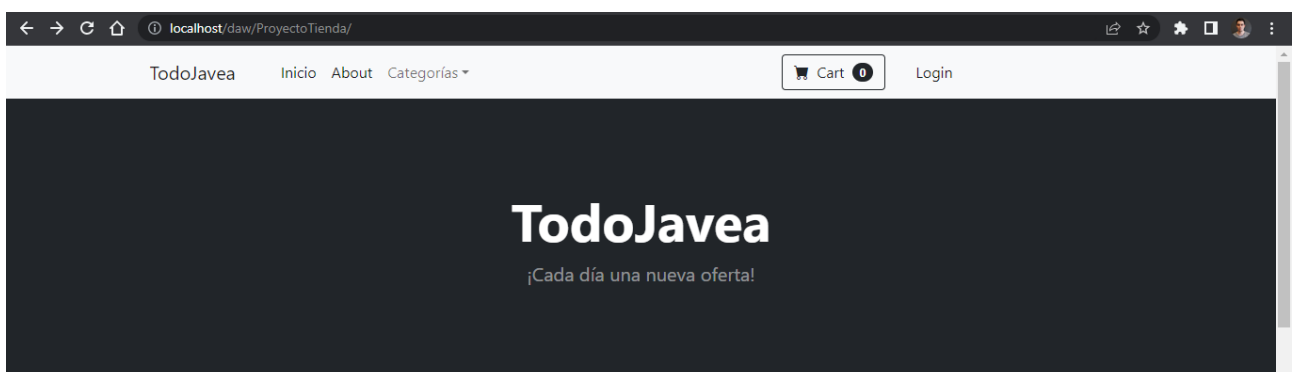 localhost/daw/ProyectoTienda/
TodoJavea Inicio About Categorías Cart 0 Login
TodoJavea
¡Cada día una nueva oferta!